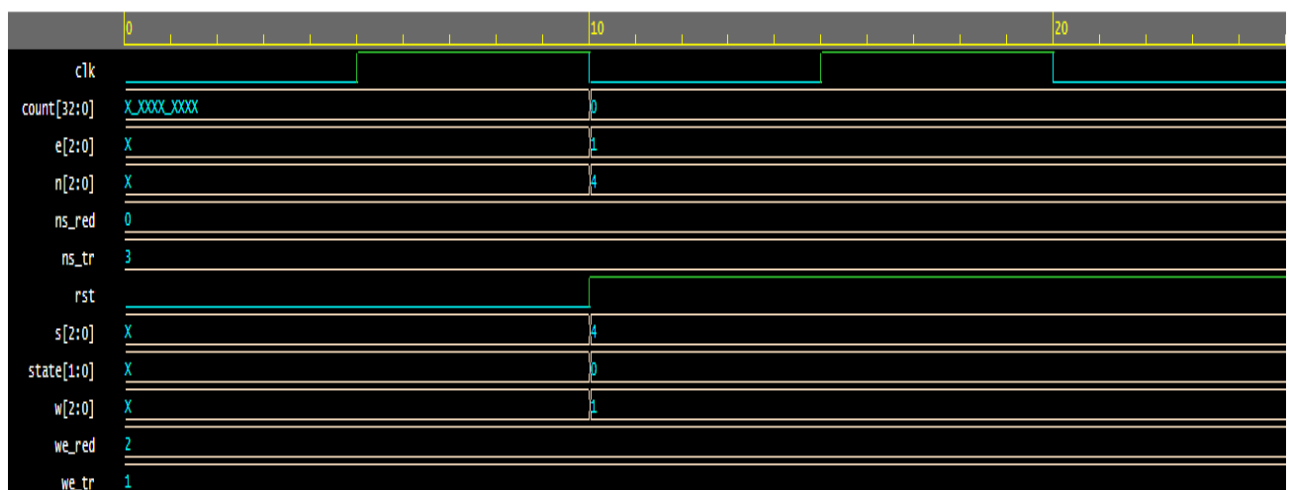 0 10 20
clk
count[32:0] X_XXXX_XXXX 0
e[2:0] X 1
n[2:0] X 4
ns_red 0
ns_tr 3
rst
s[2:0] X 4
state[1:0] X 0
w[2:0] X 1
we_red 2
we_tr 1